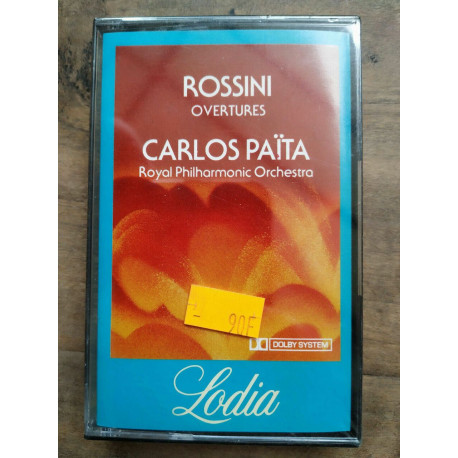 ROSSINI
OVERTURES
CARLOS PAÏTA
Royal Philharmonic Orchestra
90F
DOLBY SYSTEM
Lodia